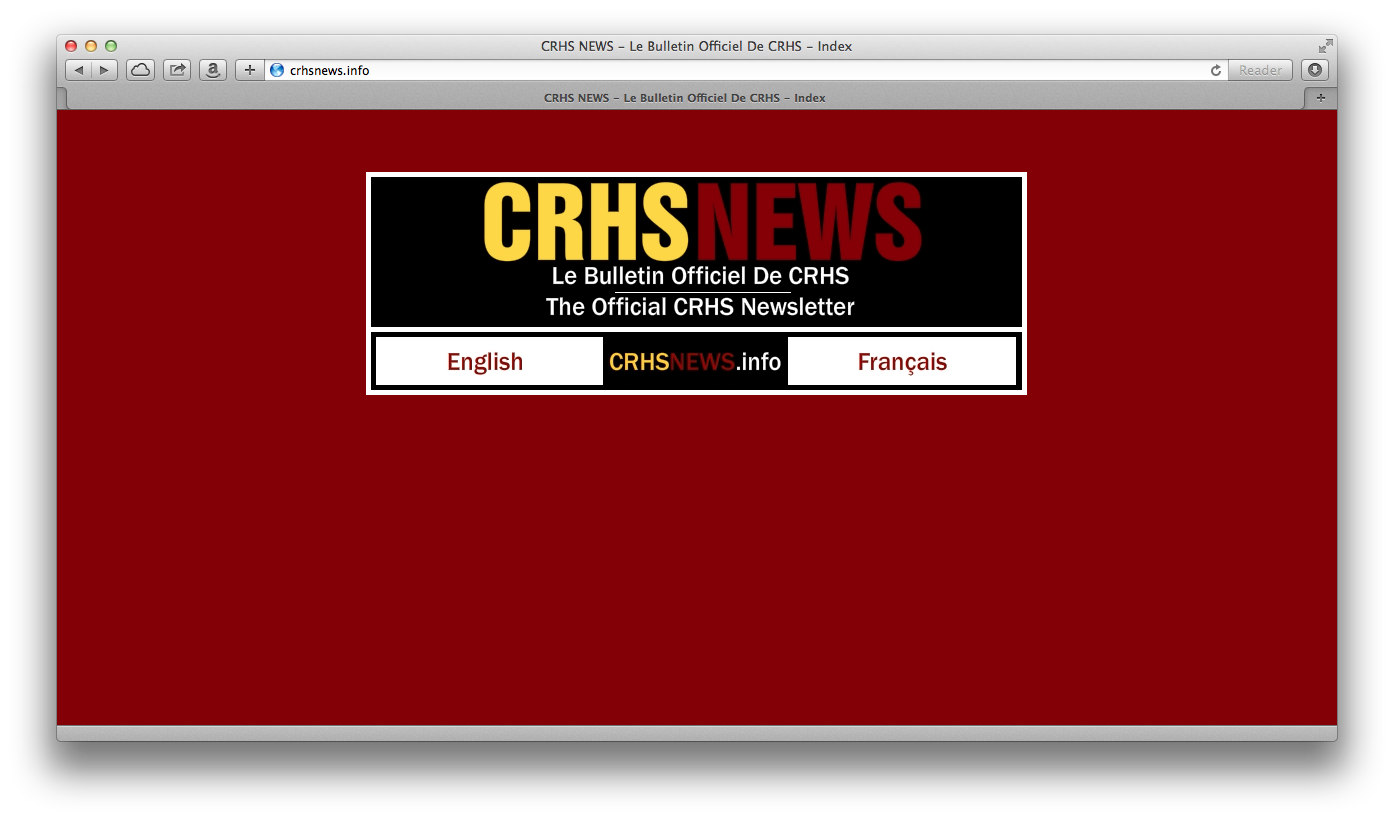 CRHS NEWS – Le Bulletin Officiel De CRHS – Index
crhsnews.info
Reader
CRHS NEWS – Le Bulletin Officiel De CRHS – Index
CRHSNEWS
Le Bulletin Officiel De CRHS
The Official CRHS Newsletter
English
CRHSNEWS.info
Français